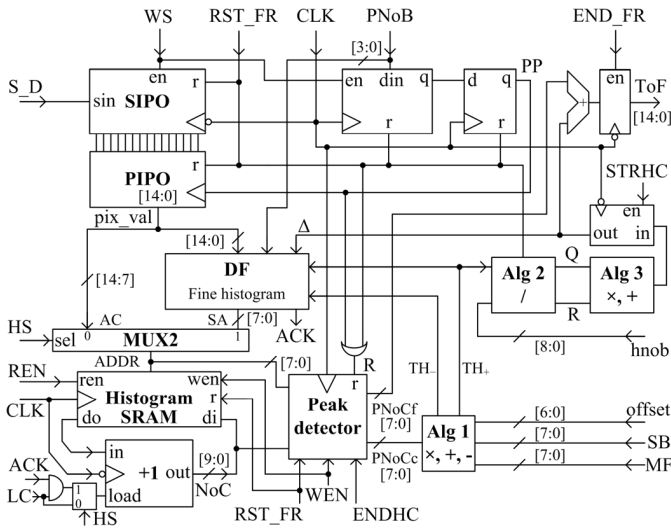 WS RST_FR CLK PNoB END_FR
[3:0]
PP
S_D sin en SIPO r en din q r d q r en ToF
[14:0]
+
STRHC
PIPO r
[14:0]
pix_val
en
out in
Δ
[14:0]
[14:7]
DF
Fine histogram
Alg 2
/
Q
R
Alg 3
×, +
HS AC SA [7:0] ACK
sel 0 MUX2 1
[8:0] hnob
ADDR [7:0] R TH– TH+
REN ren Histogram wen
CLK SRAM r
do di
r
Peak
detector
PNoCf
[7:0]
PNoCc
[7:0]
Alg 1
×, +, -
[6:0] offset
[7:0] SB
[7:0] MF
in
+1 out
load
[9:0]
NoC
ACK
LC
1
0
HS
RST_FR WEN ENDHC